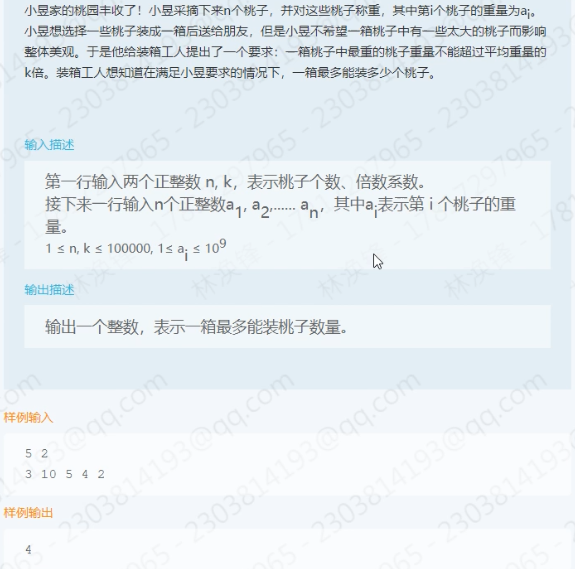 小昱家的桃园丰收了！小昱采摘下来n个桃子，并对这些桃子称重，其中第i个桃子的重量为ai。
小昱想选择一些桃子装成一箱后送给朋友，但是小昱不希望一箱桃子中有一些太大的桃子而影响
整体美观。于是他给装箱工人提出了一个要求：一箱桃子中最重的桃子重量不能超过平均重量的
k倍。装箱工人想知道在满足小昱要求的情况下，一箱最多能装多少个桃子。
输入描述
第一行输入两个正整数 n, k，表示桃子个数、倍数系数。
接下来一行输入n个正整数a1, a2,...... an，其中ai表示第 i 个桃子的重
量。
1 ≤ n, k ≤ 100000, 1≤ ai ≤ 10^9
输出描述
输出一个整数，表示一箱最多能装桃子数量。
样例输入
5 2
3 10 5 4 2
样例输出
4